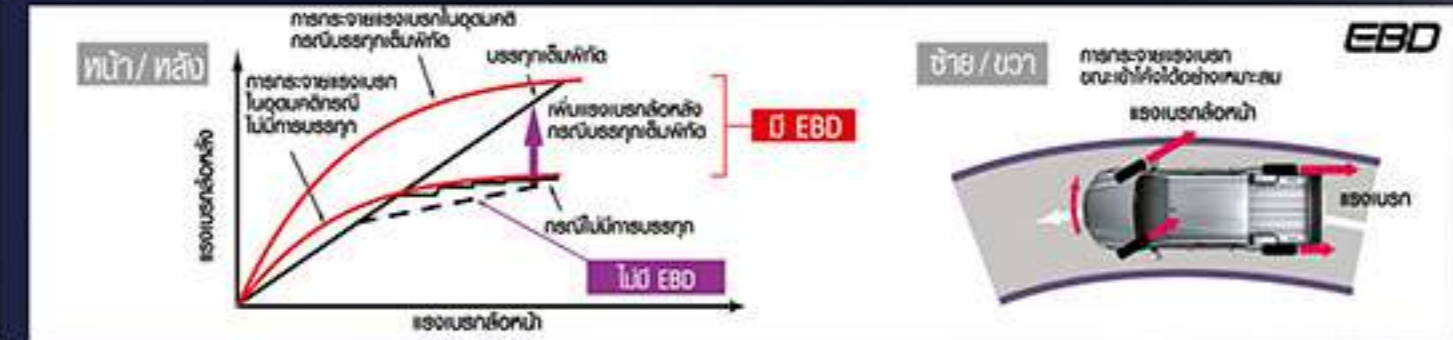 หน้า/หลัง
การกระจายแรงเบรกในอุดมคติ
กรณีบรรทุกเต็มพิกัด
บรรทุกเต็มพิกัด
การกระจายแรงเบรก
ในอุดมคติกรณี
ไม่มีการบรรทุก
เพิ่มแรงเบรกล้อหลัง
กรณีบรรทุกเต็มพิกัด
มี EBD
แรงเบรกล้อหลัง
กรณีไม่มีการบรรทุก
ไม่มี EBD
แรงเบรกล้อหน้า
ซ้าย/ขวา
การกระจายแรงเบรก
ขณะเข้าโค้งได้อย่างเหมาะสม
EBD
แรงเบรกล้อหน้า
แรงเบรก